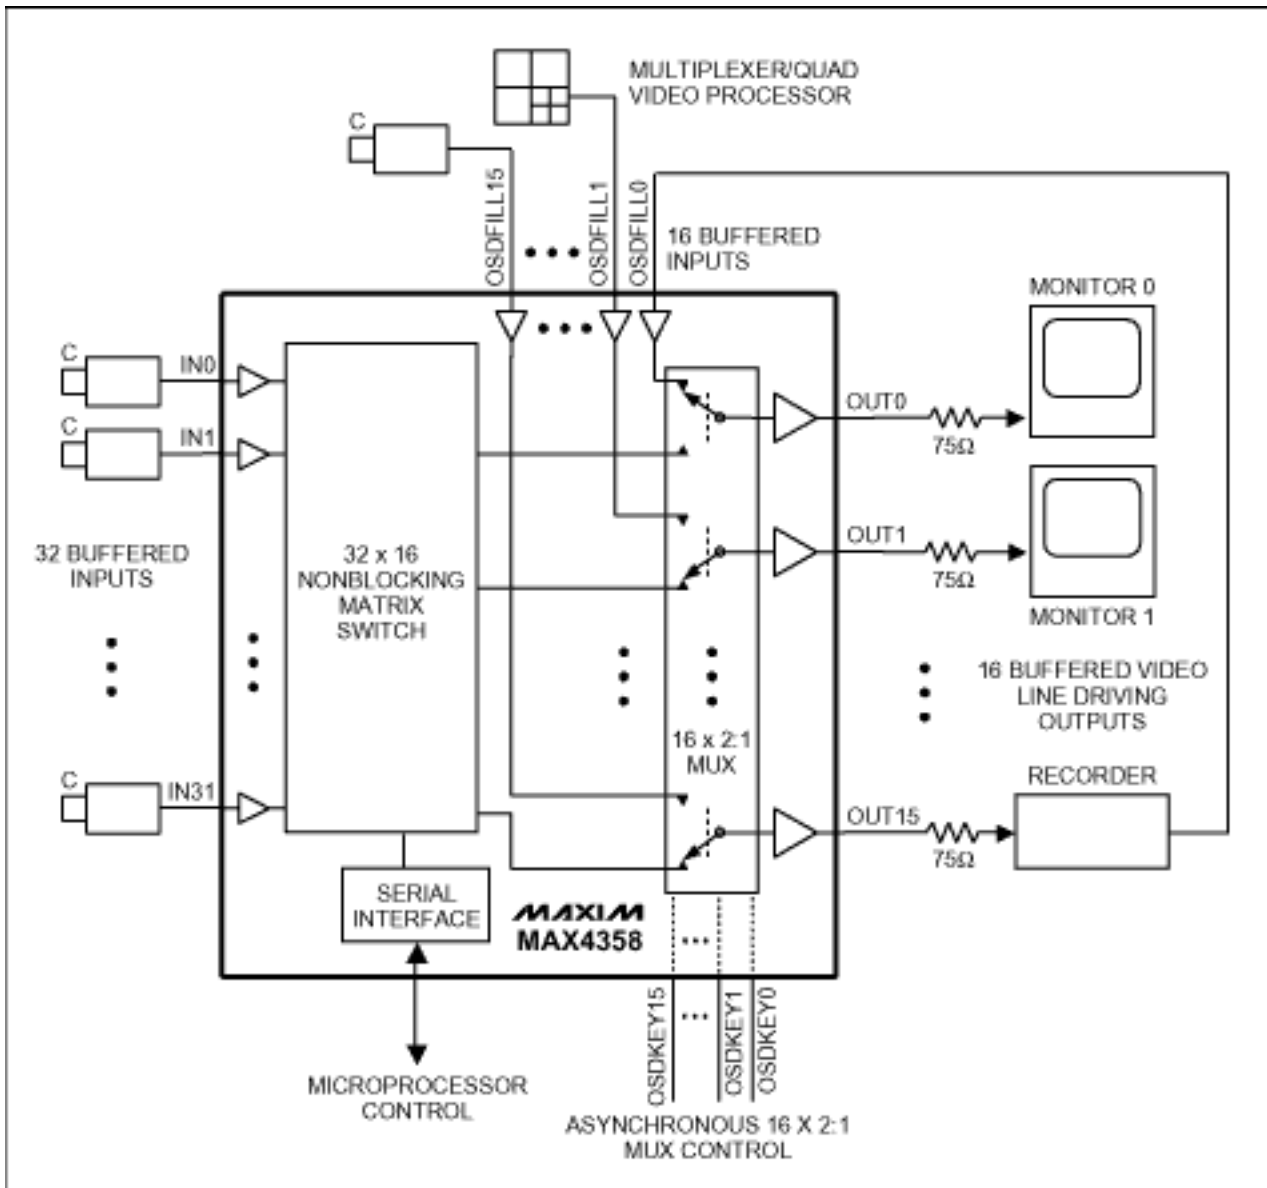 MULTIPLEXER/QUAD
VIDEO PROCESSOR
C
OSDFILL15
OSDFILL1
OSDFILL0
16 BUFFERED
INPUTS
MONITOR 0
C
IN0
OUT0
75Ω
C
IN1
MONITOR 1
OUT1
75Ω
32 BUFFERED
INPUTS
32 x 16
NONBLOCKING
MATRIX
SWITCH
16 BUFFERED VIDEO
LINE DRIVING
OUTPUTS
16 x 2:1
MUX
C
IN31
RECORDER
OUT15
75Ω
SERIAL
INTERFACE
MAXIM
MAX4358
OSDKEY15
OSDKEY1
OSDKEY0
MICROPROCESSOR
CONTROL
ASYNCHRONOUS 16 X 2:1
MUX CONTROL